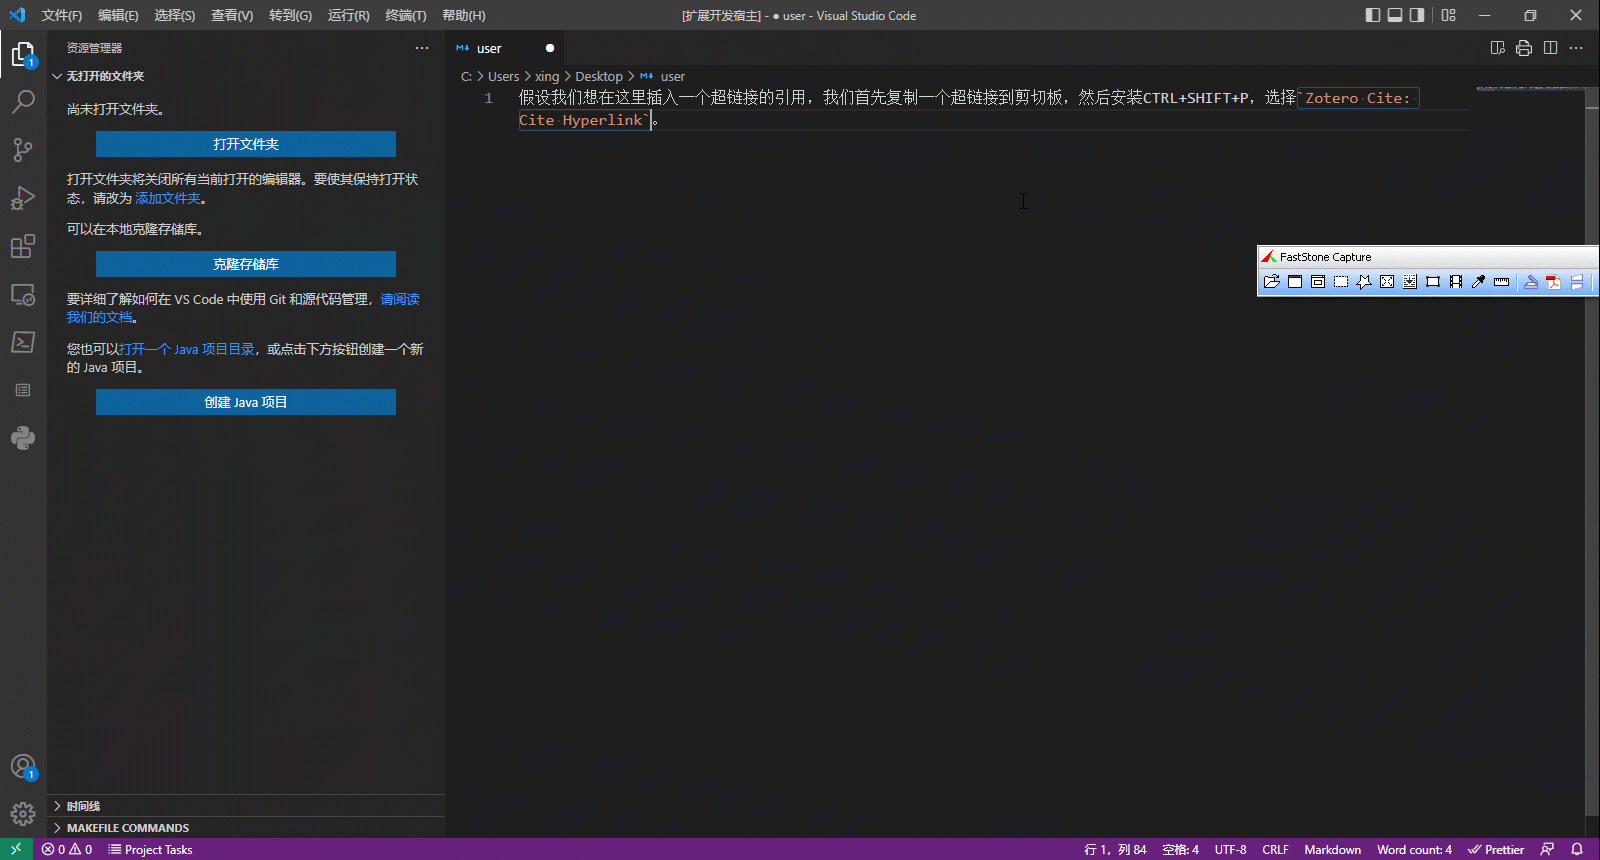 文件(F) 编辑(E) 选择(S) 查看(V) 转到(G) 运行(R) 终端(T) 帮助(H) [扩展开发宿主] - ● user - Visual Studio Code
资源管理器
无打开的文件夹
尚未打开文件夹。
打开文件夹
打开文件夹将关闭所有当前打开的编辑器。要使其保持打开状
态，请改为 添加文件夹。
可以在本地克隆存储库。
克隆存储库
要详细了解如何在 VS Code 中使用 Git 和源代码管理，请阅读
我们的文档。
您也可以打开一个 Java 项目目录，或点击下方按钮创建一个新
的 Java 项目。
创建 Java 项目
时间线
MAKEFILE COMMANDS
1
1
user
C: > Users > xing > Desktop > user
1 假设我们想在这里插入一个超链接的引用，我们首先复制一个超链接到剪切板，然后安装CTRL+SHIFT+P，选择`Zotero Cite:
Cite Hyperlink`。
FastStone Capture
0 0 Project Tasks 行 1，列 84 空格: 4 UTF-8 CRLF Markdown Word count: 4 Prettier